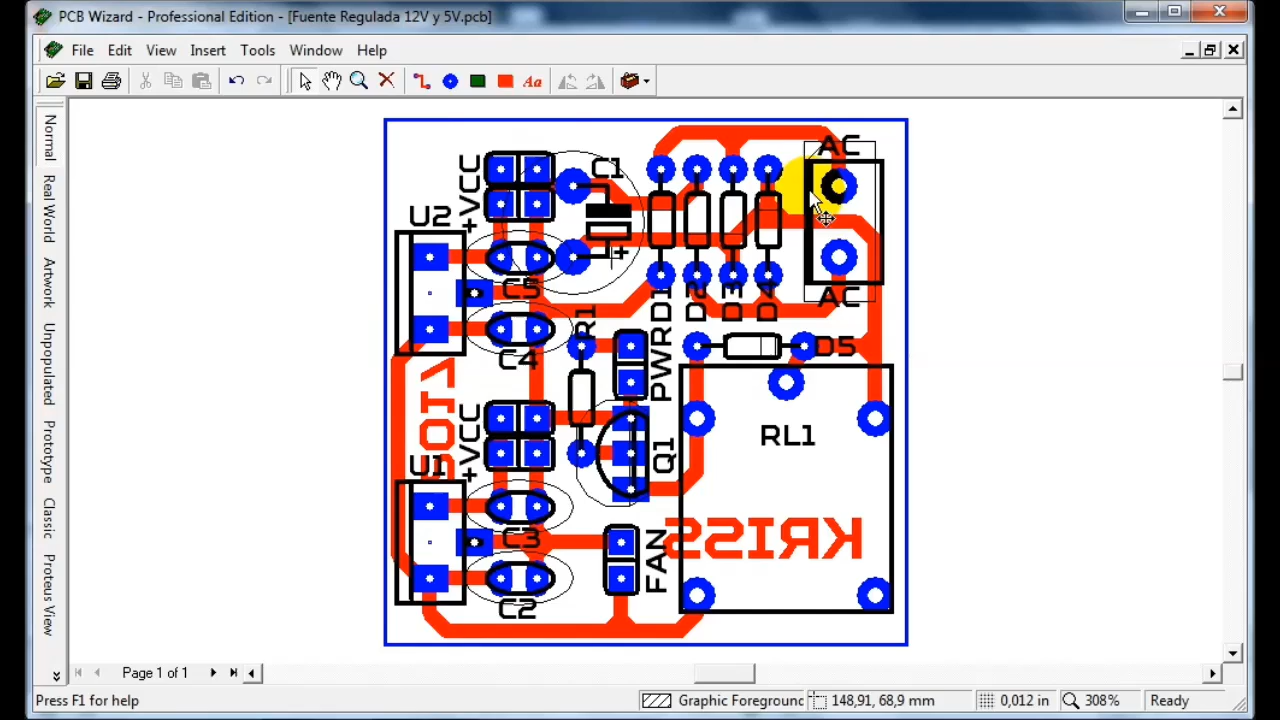 PCB Wizard - Professional Edition - [Fuente Regulada 12V y 5V.pcb]
File Edit View Insert Tools Window Help
Aa
Normal
Real World
Artwork
Unpopulated
Prototype
Classic
Proteus View
AC
C1
+VCC
U2
+
C5
D1
D2
D3
D4
AC
R1
C4
PWR
D5
RL1
+VCC
Q1
U1
C3
KRISS
FAN
C2
Page 1 of 1
Press F1 for help
Graphic Foreground
148,91, 68,9 mm
0,012 in
308%
Ready